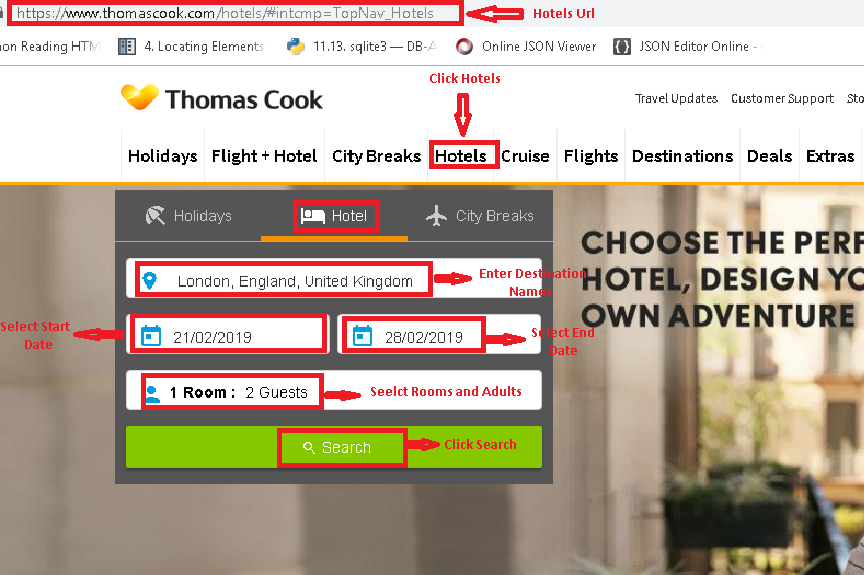 https://www.thomascook.com/hotels/#intcmp=TopNav_Hotels
Hotels Url
on Reading HTM
4. Locating Elements
11.13. sqlite3 — DB-A
Online JSON Viewer
JSON Editor Online -
Click Hotels
Thomas Cook
Travel Updates Customer Support Sto
Holidays Flight + Hotel City Breaks Hotels Cruise Flights Destinations Deals Extras
Holidays Hotel City Breaks
CHOOSE THE PERF
HOTEL, DESIGN YO
OWN ADVENTURE
London, England, United Kingdom
Enter Destination
Names
Select Start
Date
21/02/2019
28/02/2019
Select End
Date
1 Room : 2 Guests
Seelct Rooms and Adults
Search
Click Search